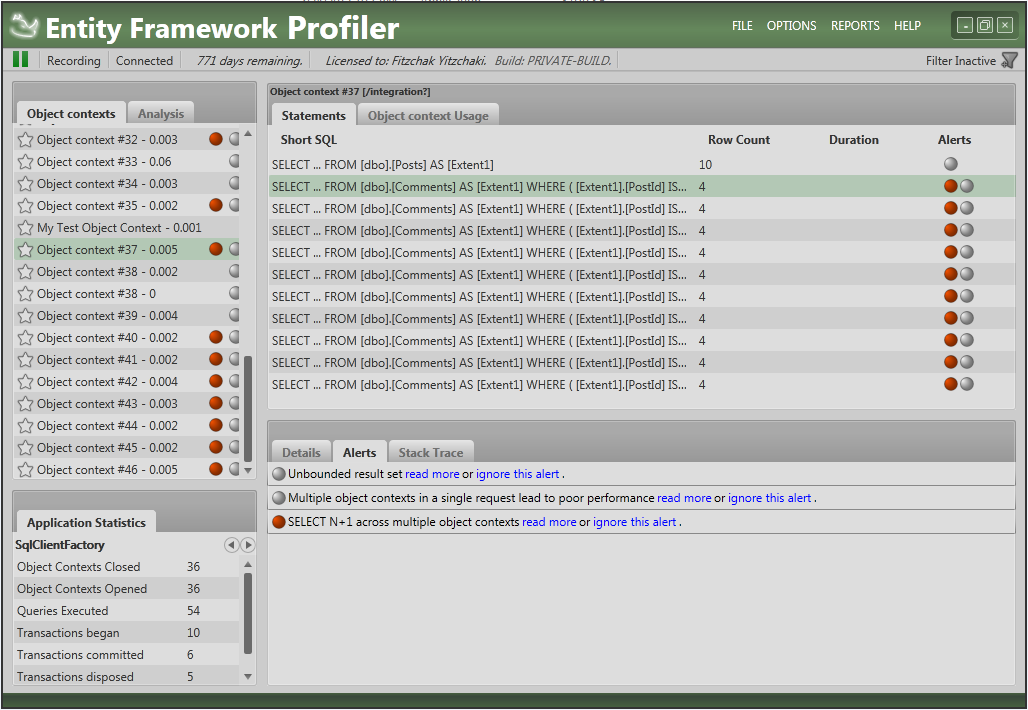 Entity Framework Profiler
FILE OPTIONS REPORTS HELP
Recording Connected 771 days remaining. Licensed to: Fitzchak Yitzchaki. Build: PRIVATE-BUILD. Filter Inactive
Object contexts Analysis
Object context #32 - 0.003
Object context #33 - 0.06
Object context #34 - 0.003
Object context #35 - 0.002
My Test Object Context - 0.001
Object context #37 - 0.005
Object context #38 - 0.002
Object context #38 - 0
Object context #39 - 0.004
Object context #40 - 0.002
Object context #41 - 0.002
Object context #42 - 0.004
Object context #43 - 0.003
Object context #44 - 0.002
Object context #45 - 0.002
Object context #46 - 0.005
Application Statistics
SqlClientFactory
Object Contexts Closed 36
Object Contexts Opened 36
Queries Executed 54
Transactions began 10
Transactions committed 6
Transactions disposed 5
Object context #37 [/integration?]
Statements Object context Usage
Short SQL Row Count Duration Alerts
SELECT ... FROM [dbo].[Posts] AS [Extent1] 10
SELECT ... FROM [dbo].[Comments] AS [Extent1] WHERE ( [Extent1].[PostId] IS... 4
SELECT ... FROM [dbo].[Comments] AS [Extent1] WHERE ( [Extent1].[PostId] IS... 4
SELECT ... FROM [dbo].[Comments] AS [Extent1] WHERE ( [Extent1].[PostId] IS... 4
SELECT ... FROM [dbo].[Comments] AS [Extent1] WHERE ( [Extent1].[PostId] IS... 4
SELECT ... FROM [dbo].[Comments] AS [Extent1] WHERE ( [Extent1].[PostId] IS... 4
SELECT ... FROM [dbo].[Comments] AS [Extent1] WHERE ( [Extent1].[PostId] IS... 4
SELECT ... FROM [dbo].[Comments] AS [Extent1] WHERE ( [Extent1].[PostId] IS... 4
SELECT ... FROM [dbo].[Comments] AS [Extent1] WHERE ( [Extent1].[PostId] IS... 4
SELECT ... FROM [dbo].[Comments] AS [Extent1] WHERE ( [Extent1].[PostId] IS... 4
SELECT ... FROM [dbo].[Comments] AS [Extent1] WHERE ( [Extent1].[PostId] IS... 4
Details Alerts Stack Trace
Unbounded result set read more or ignore this alert .
Multiple object contexts in a single request lead to poor performance read more or ignore this alert .
SELECT N+1 across multiple object contexts read more or ignore this alert .